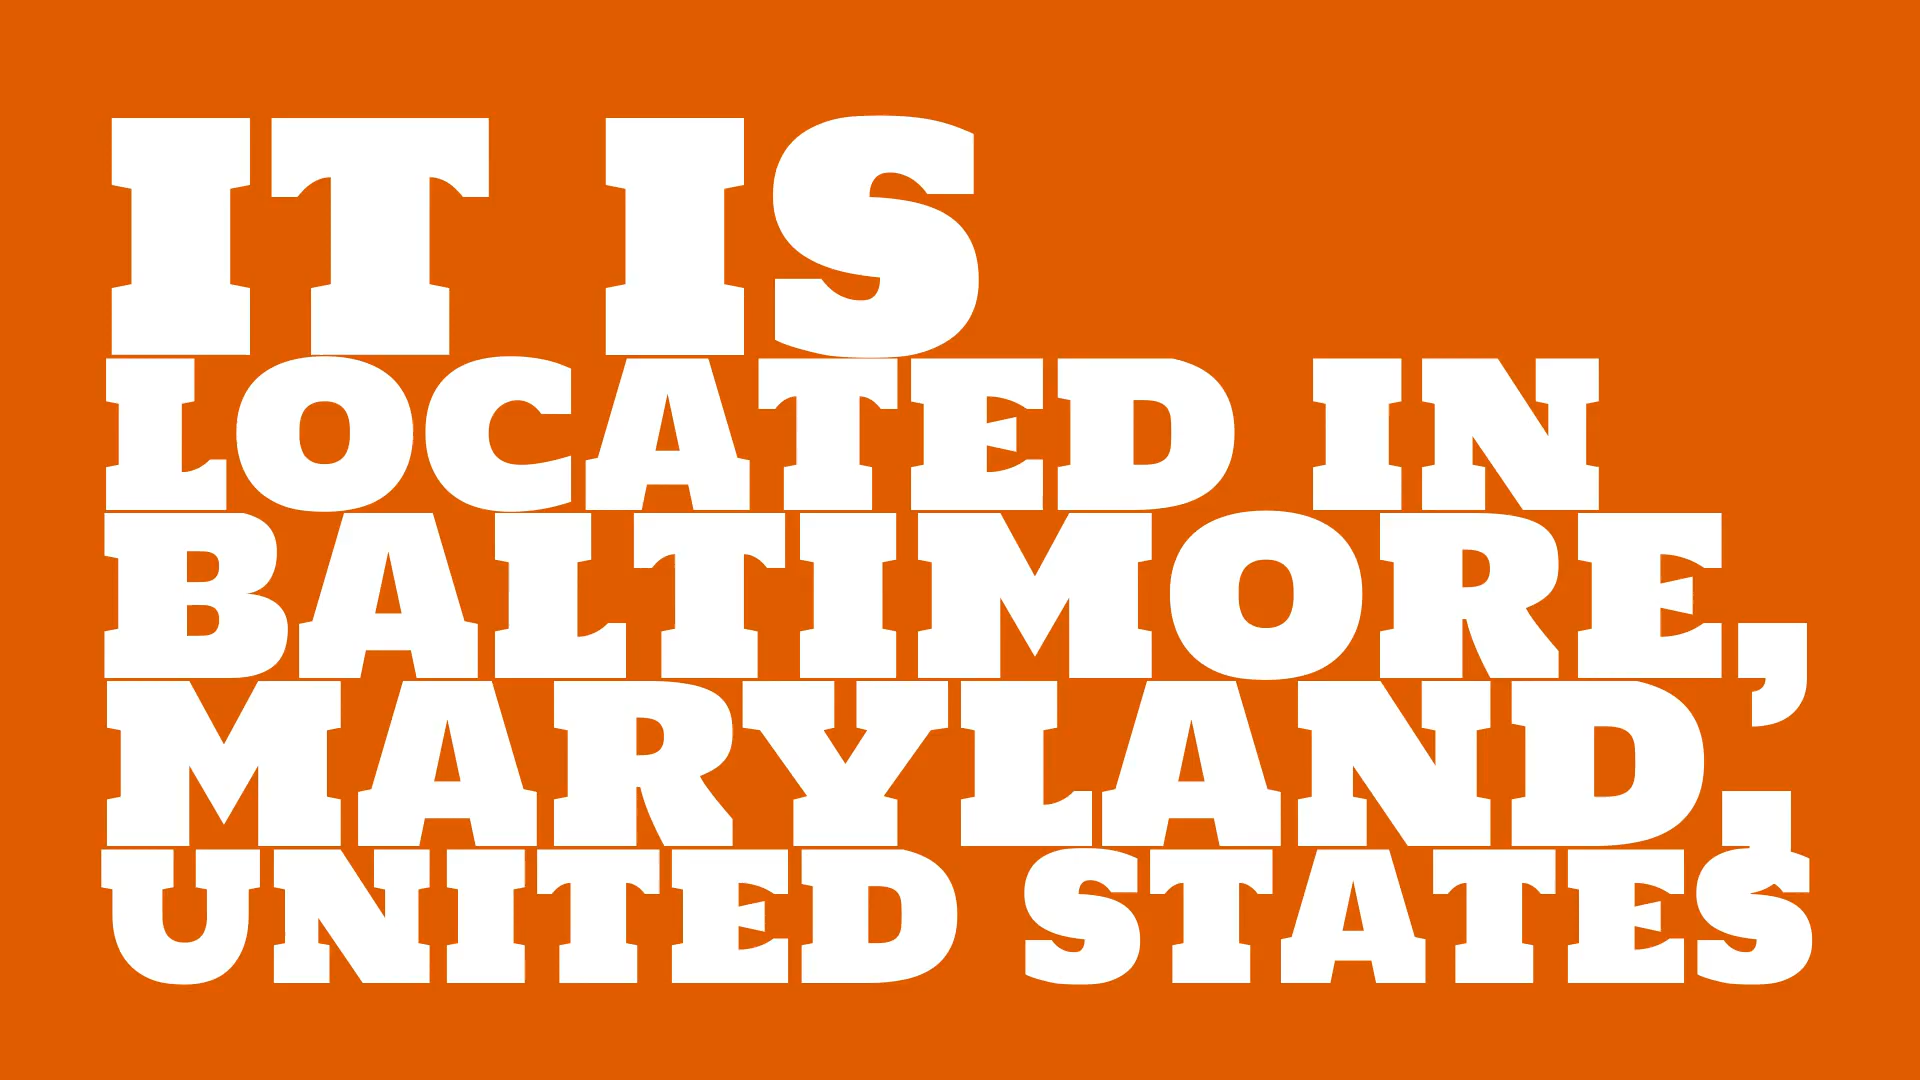 IT IS
LOCATED IN
BALTIMORE,
MARYLAND,
UNITED STATES